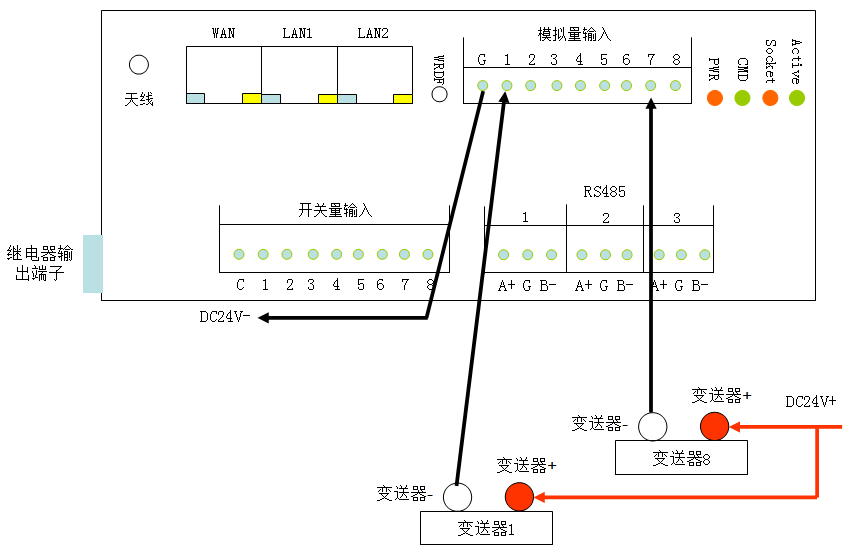 WAN
LAN1
LAN2
天线
WRDF
模拟量输入
G 1 2 3 4 5 6 7 8
PWR
CMD
Socket
Active
继电器输
出端子
开关量输入
C 1 2 3 4 5 6 7 8
RS485
1 2 3
A+ G B- A+ G B- A+ G B-
DC24V-
变送器+
DC24V+
变送器-
变送器8
变送器+
变送器-
变送器1